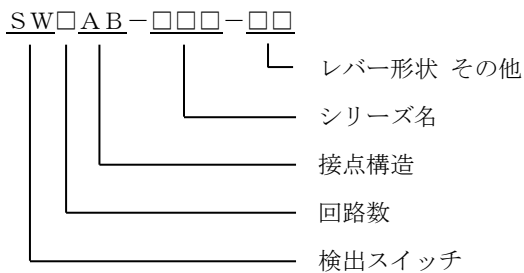 ＳＷ□ＡＢ－□□□－□□
レバー形状 その他
シリーズ名
接点構造
回路数
検出スイッチ